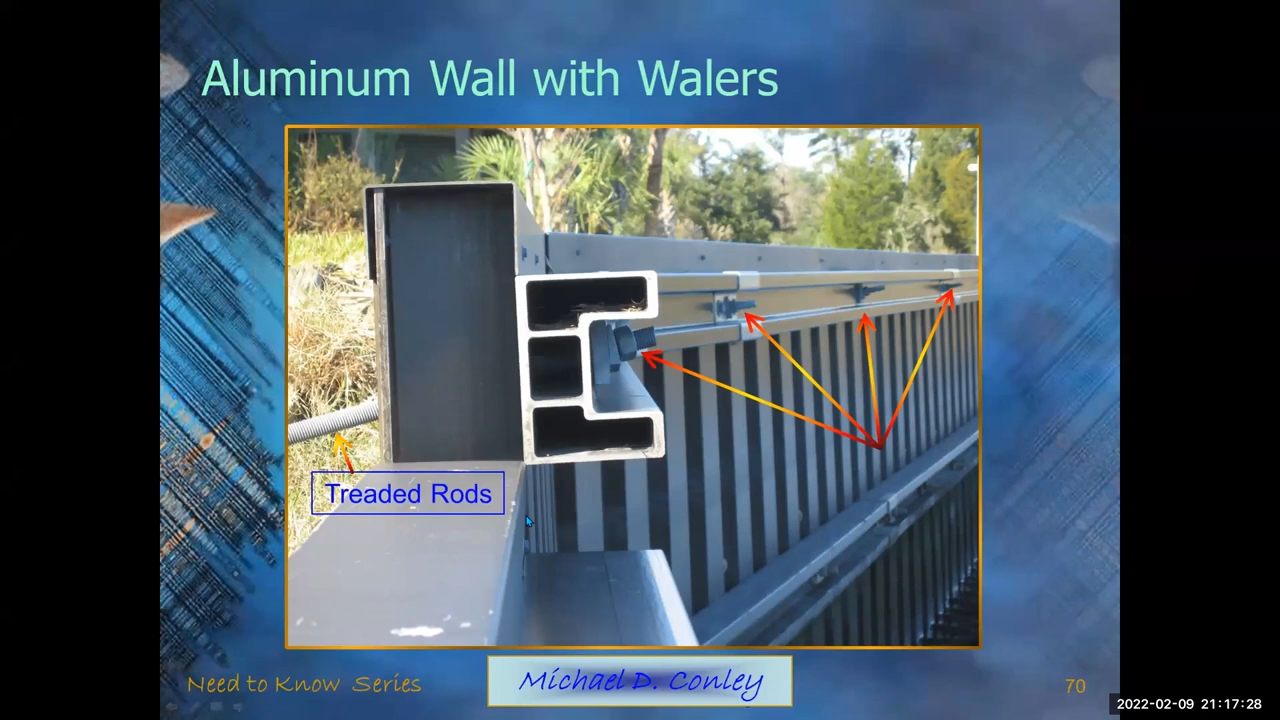 Aluminum Wall with Walers
Treaded Rods
Need to Know Series
Michael D. Conley
70
2022-02-09 21:17:28